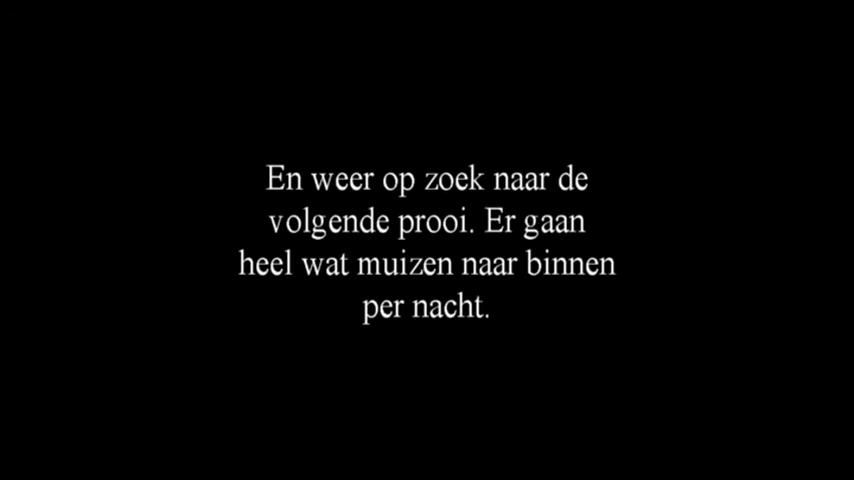 En weer op zoek naar de
volgende prooi. Er gaan
heel wat muizen naar binnen
per nacht.